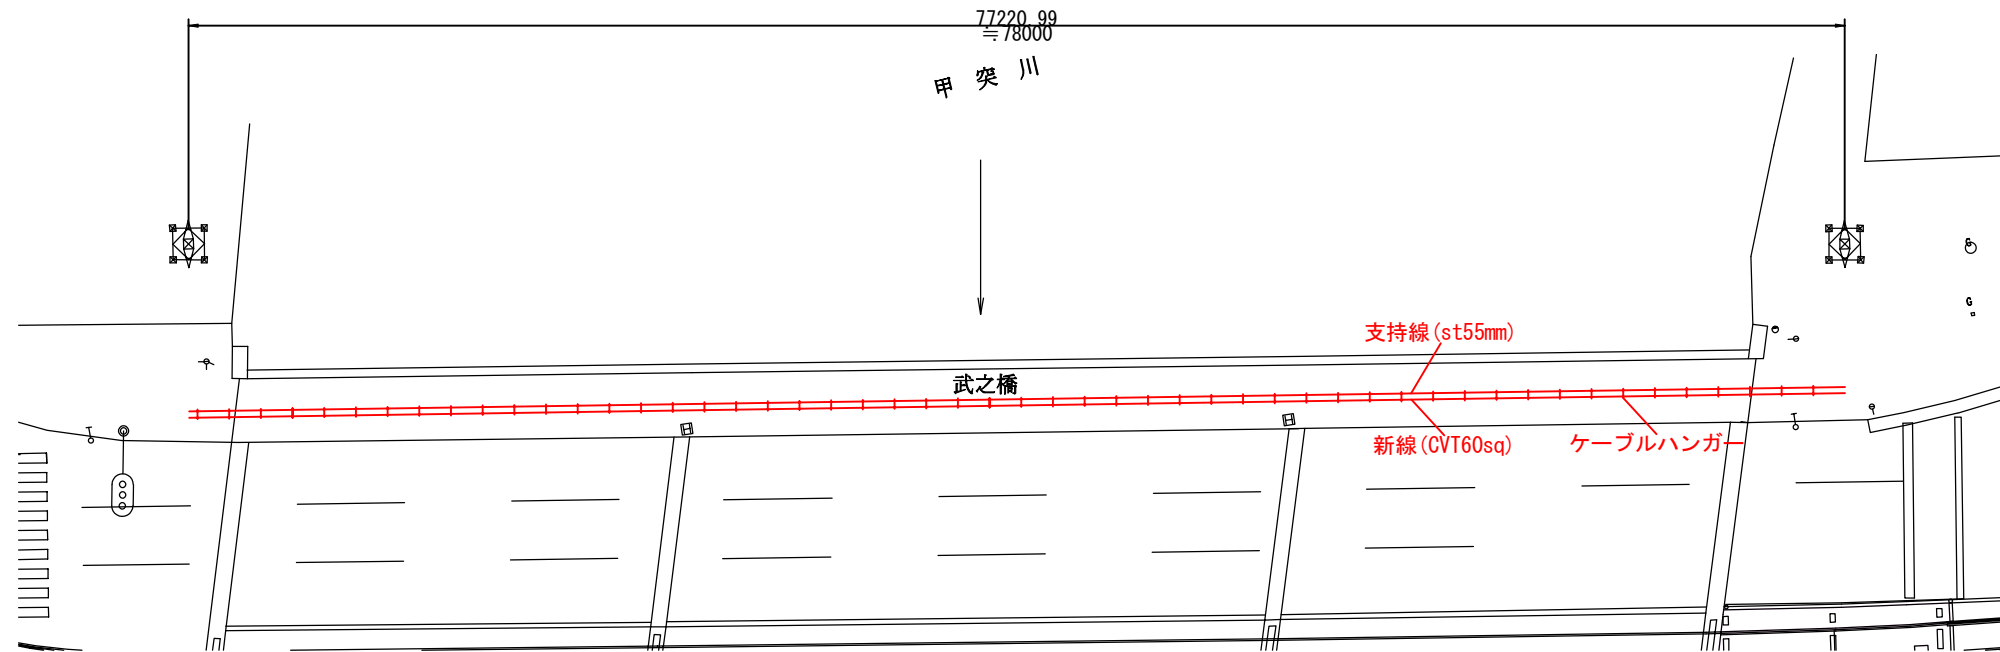 77220.99
≒78000
甲突川
武之橋
支持線(st55mm)
新線(CVT60sq)
ケーブルハンガー
G
G